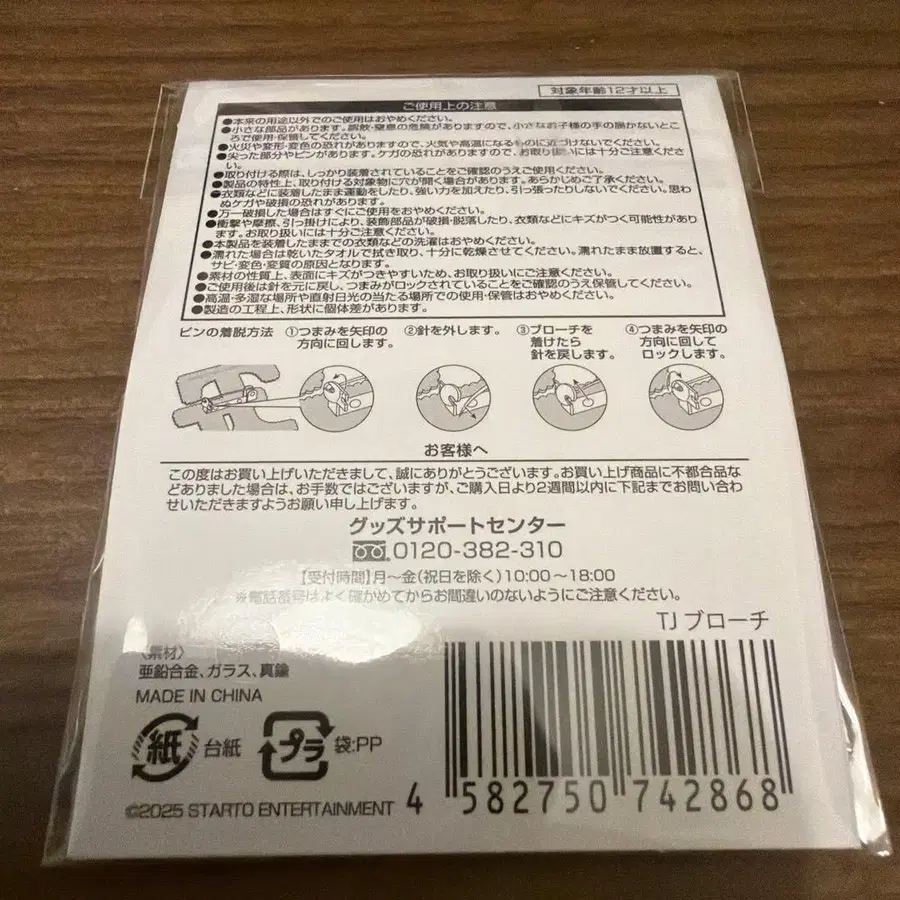 対象年齢12才以上
ご使用上の注意
●本来の用途以外でのご使用はおやめください。
●小さな部品があります。誤飲・窒息の危険がありますので、小さなお子様の手の届かないとこ
ろで使用・保管してください。
●火災や変形・変色の恐れがありますので、火気や高温になるものに近づけないでください。
●尖った部分やピンがあります。ケガの恐れがありますので、お取り扱いには十分ご注意くださ
い。
●取り付ける際は、しっかり装着されていることをご確認のうえご使用ください。
●製品の特性上、取り付ける対象物に穴が開く場合があります。あらかじめご了承ください。
●衣類などに装着したまま運動をしたり、強い力を加えたり、引っ張ったりしないでください。思わ
ぬケガや破損の恐れがあります。
●万一破損した場合はすぐにご使用をおやめください。
●衝撃や摩擦、引っ掛けにより、装飾部品が破損・脱落したり、衣類などにキズがつく可能性があり
ます。お取り扱いには十分ご注意ください。
●本製品を装着したままでの衣類などの洗濯はおやめください。
●濡れた場合は乾いたタオルで拭き取り、十分に乾燥させてください。濡れたまま放置すると、
サビ・変色・変質の原因となります。
●素材の性質上、表面にキズがつきやすいため、お取り扱いにご注意ください。
●ご使用後は針を元に戻し、つまみがロックされていることをご確認のうえ保管してください。
●高温・多湿な場所や直射日光の当たる場所での使用・保管はおやめください。
●製造の工程上、形状に個体差があります。
ピンの着脱方法 ①つまみを矢印の ②針を外します。 ③ブローチを ④つまみを矢印の
方向に回します。 着けたら 方向に回して
針を戻します。 ロックします。
お客様へ
この度はお買い上げいただきまして、誠にありがとうございます。お買い上げ商品に不都合品な
どありました場合は、お手数ではございますが、ご購入日より2週間以内に下記までお問い合わ
せいただきますようお願い申し上げます。
グッズサポートセンター
0120-382-310
【受付時間】月～金(祝日を除く)10:00～18:00
※電話番号はよく確かめてからお間違いのないようにご注意ください。
TJ ブローチ
〈素材〉
亜鉛合金、ガラス、真鍮
MADE IN CHINA
紙 台紙 プラ 袋:PP
©2025 STARTO ENTERTAINMENT
4 582750 742868